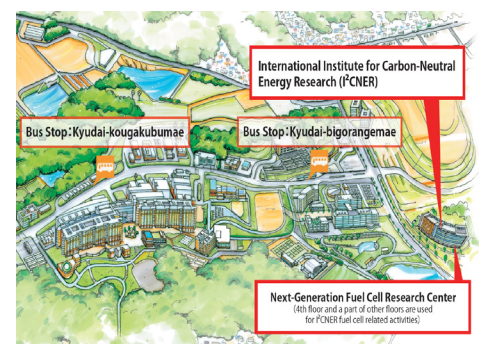 International Institute for Carbon-Neutral
Energy Research (I²CNER)
Bus Stop:Kyudai-kougakubumae
Bus Stop:Kyudai-bigorangemae
Next-Generation Fuel Cell Research Center
(4th floor and a part of other floors are used
for I²CNER fuel cell related activities)